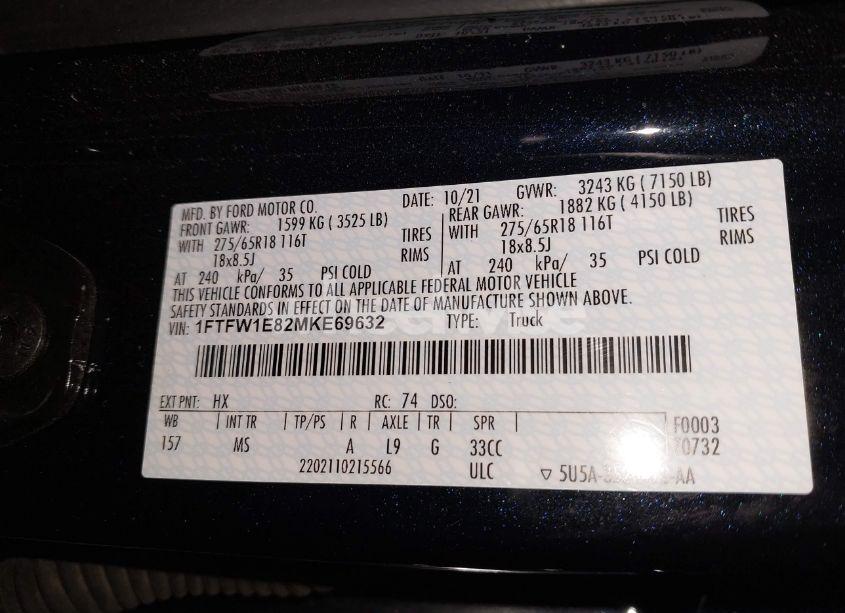 MFD. BY FORD MOTOR CO. DATE: 10/21 GVWR: 3243 KG ( 7150 LB)
FRONT GAWR: 1599 KG ( 3525 LB) REAR GAWR: 1882 KG ( 4150 LB)
WITH 275/65R18 116T TIRES WITH 275/65R18 116T TIRES
18x8.5J RIMS 18x8.5J RIMS
AT 240 kPa/ 35 PSI COLD AT 240 kPa/ 35 PSI COLD
THIS VEHICLE CONFORMS TO ALL APPLICABLE FEDERAL MOTOR VEHICLE
SAFETY STANDARDS IN EFFECT ON THE DATE OF MANUFACTURE SHOWN ABOVE.
VIN: 1FTFW1E82MKE69632 TYPE: Truck
EXT PNT: HX RC: 74 DSO:
WB INT TR TP/PS R AXLE TR SPR F0003
157 MS A L9 G 33CC
2202110215566 ULC